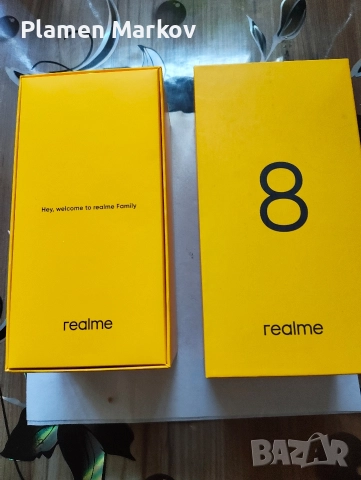 Plamen Markov
Hey, welcome to realme Family
realme
8
realme
BAZAR